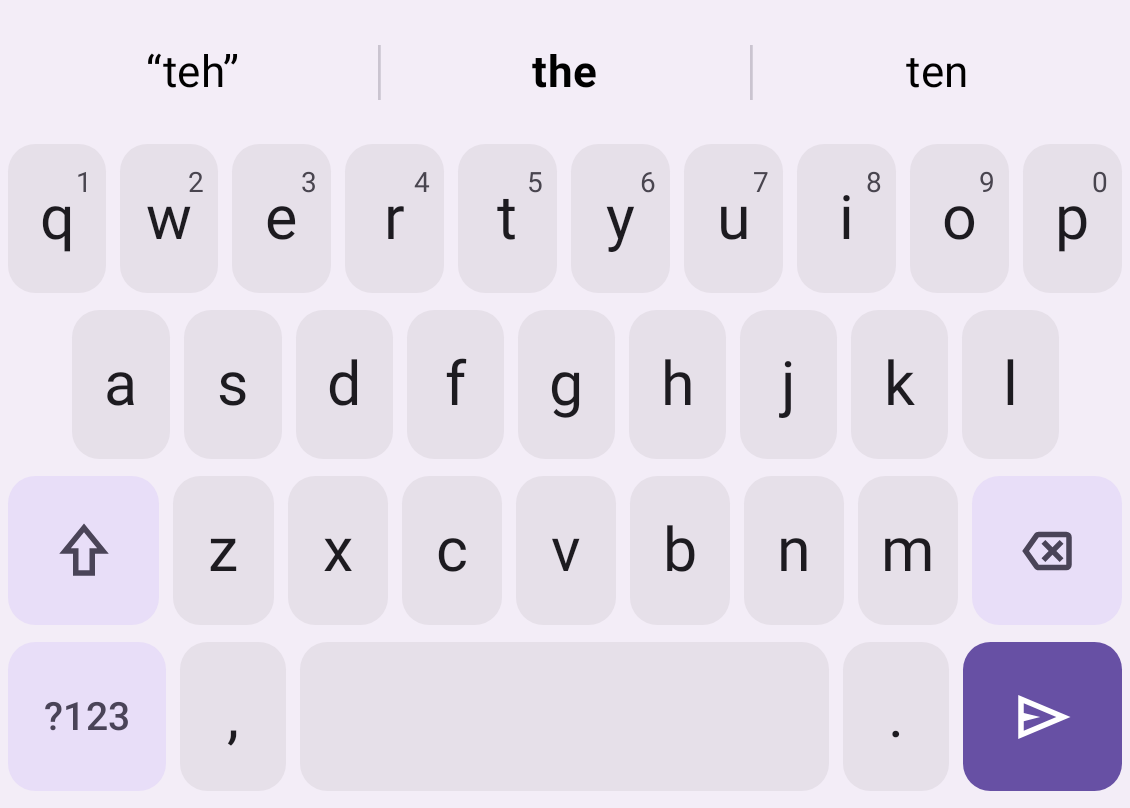 “teh” the ten
1 2 3 4 5 6 7 8 9 0
q w e r t y u i o p
a s d f g h j k l
z x c v b n m
?123 , .